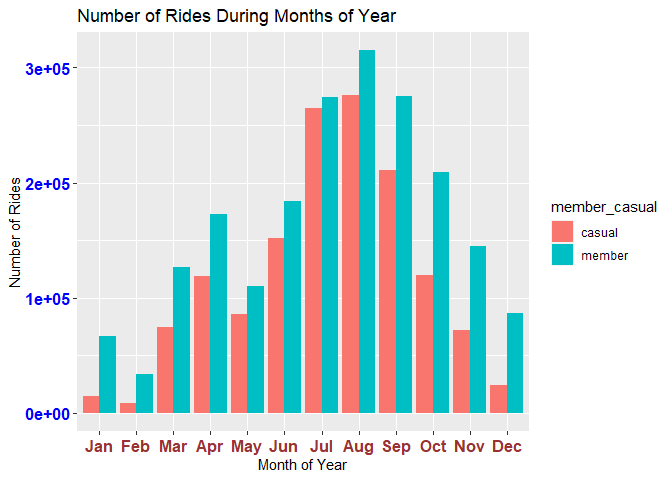 Number of Rides During Months of Year
Number of Rides
3e+05
2e+05
1e+05
0e+00
Jan Feb Mar Apr May Jun Jul Aug Sep Oct Nov Dec
Month of Year
member_casual
casual
member